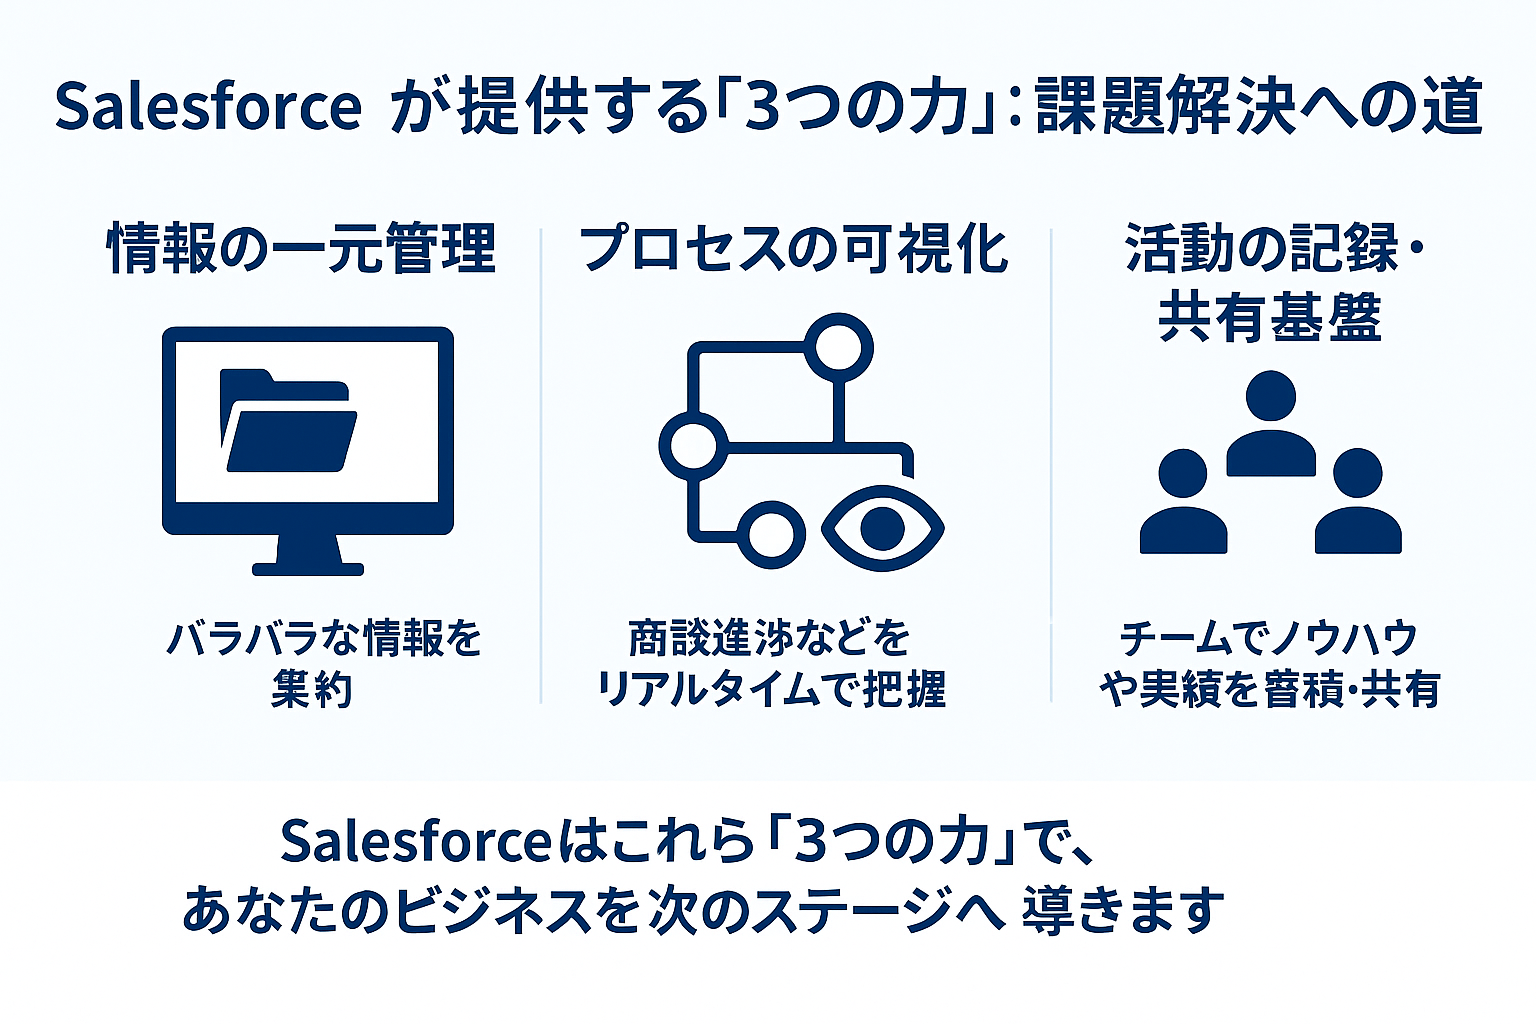 Salesforce が提供する「3つの力」：課題解決への道
情報の一元管理
バラバラな情報を
集約
プロセスの可視化
商談進渉などを
リアルタイムで把握
活動の記録・
共有基盤
チームでノウハウ
や実績を蓄積・共有
Salesforceはこれら「3つの力」で、
あなたのビジネスを次のステージへ 導きます